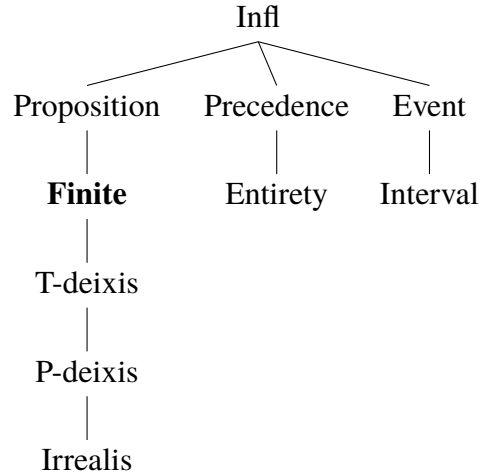 Infl
Proposition Precedence Event
Finite Entirety Interval
T-deixis
P-deixis
Irrealis